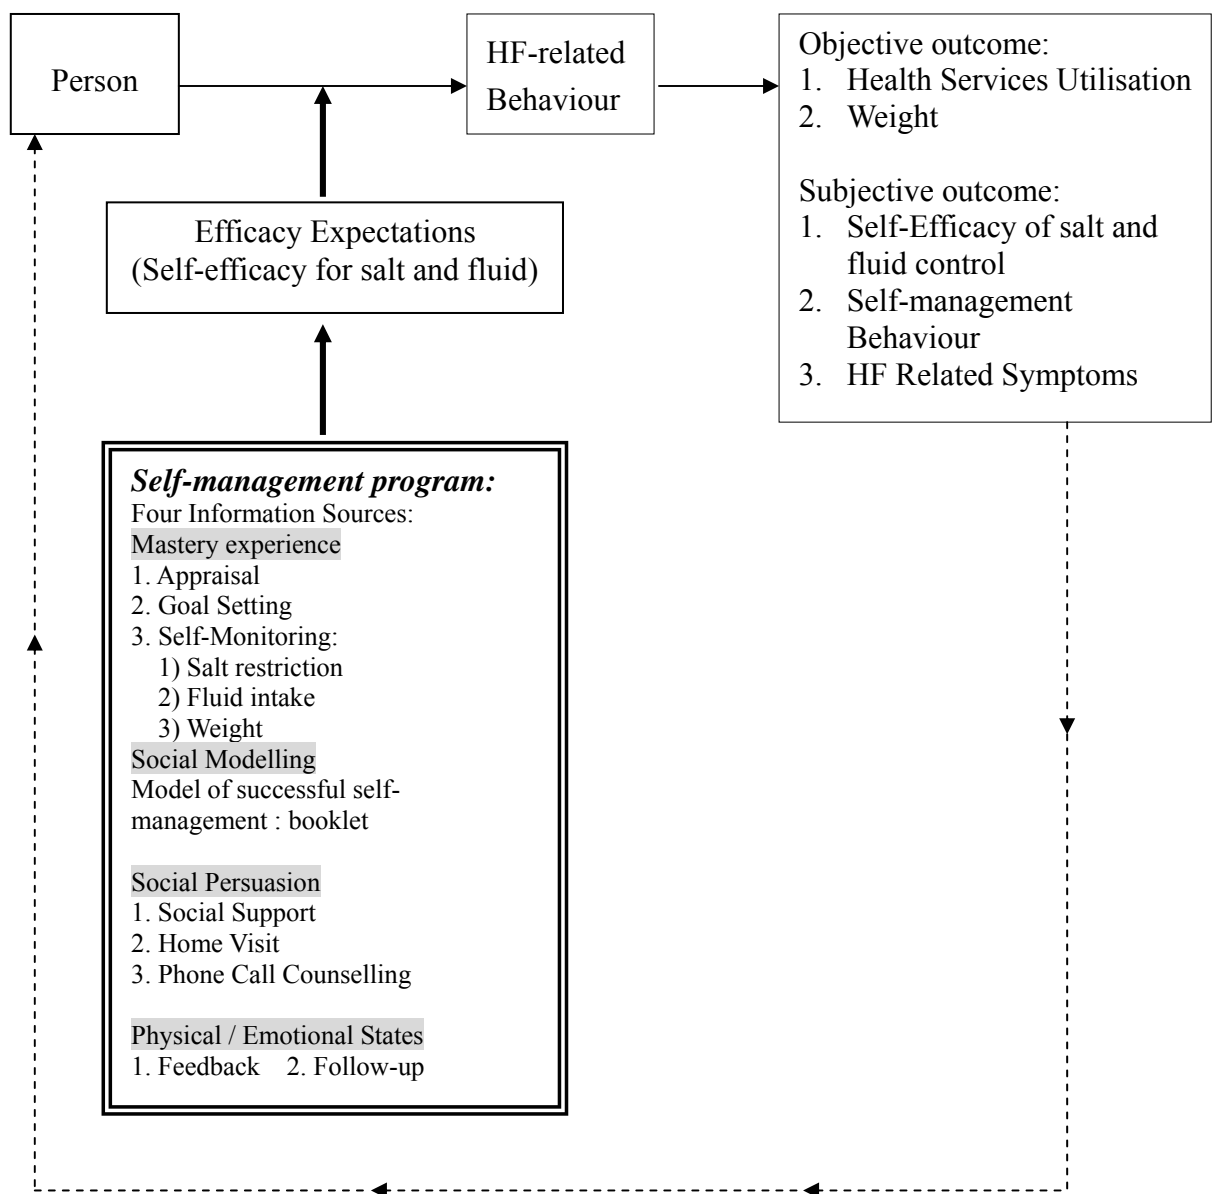 Person
HF-related
Behaviour
Objective outcome:
1. Health Services Utilisation
2. Weight
Subjective outcome:
1. Self-Efficacy of salt and
fluid control
2. Self-management
Behaviour
3. HF Related Symptoms
Efficacy Expectations
(Self-efficacy for salt and fluid)
Self-management program:
Four Information Sources:
Mastery experience
1. Appraisal
2. Goal Setting
3. Self-Monitoring:
1) Salt restriction
2) Fluid intake
3) Weight
Social Modelling
Model of successful self-
management : booklet
Social Persuasion
1. Social Support
2. Home Visit
3. Phone Call Counselling
Physical / Emotional States
1. Feedback 2. Follow-up